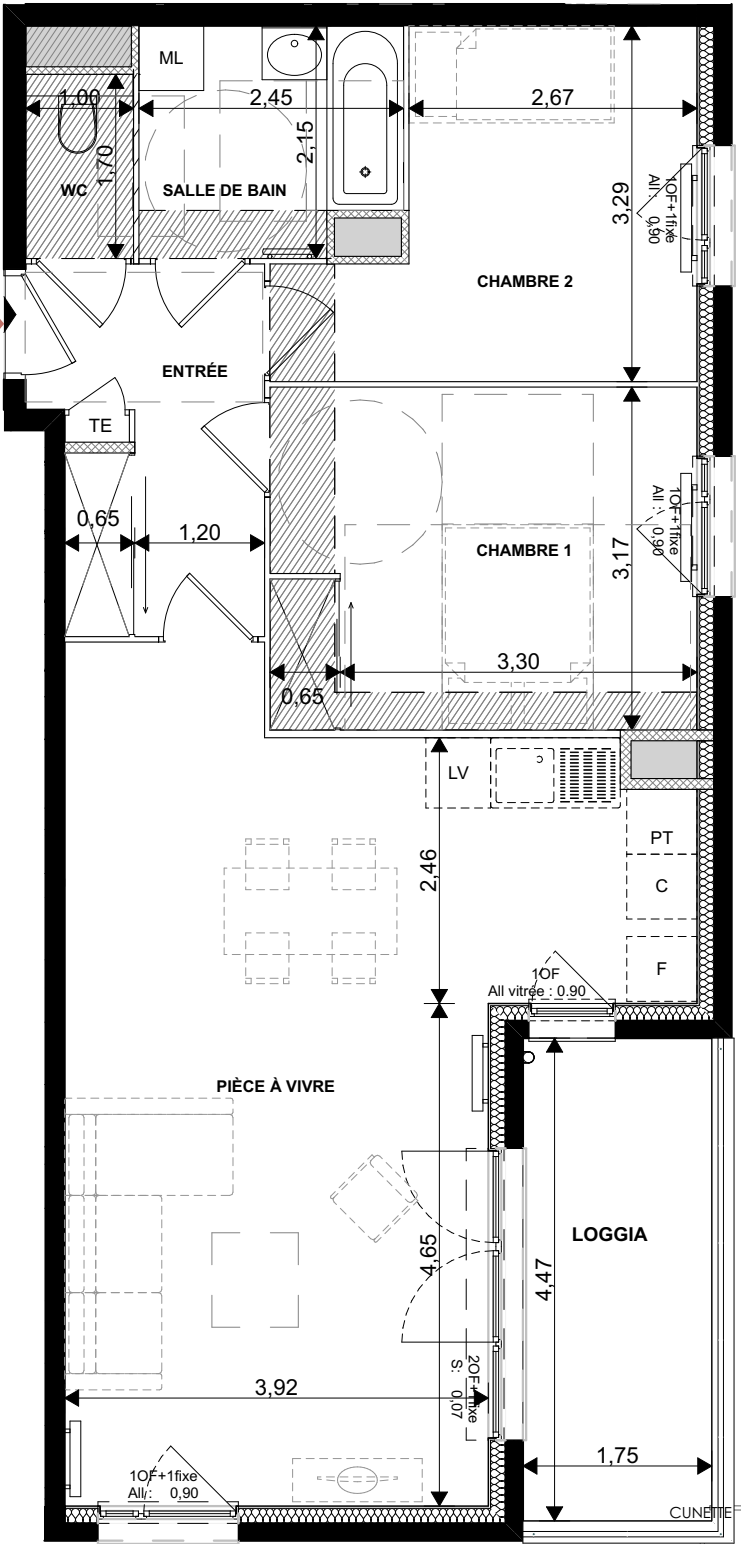 ML
1,00
2,45
2,67
1,70
2,15
WC
SALLE DE BAIN
3,29
1OF+1fixe
All : 0,90
CHAMBRE 2
ENTRÉE
TE
0,65
1,20
1OF+1fixe
All : 0,90
CHAMBRE 1
3,17
3,30
0,65
LV
2,46
PT
C
F
1OF
All vitrée : 0.90
PIÈCE À VIVRE
LOGGIA
4,65
4,47
2OF+1fixe
S: 0,07
3,92
1,75
1OF+1fixe
All : 0,90
CUNETTE